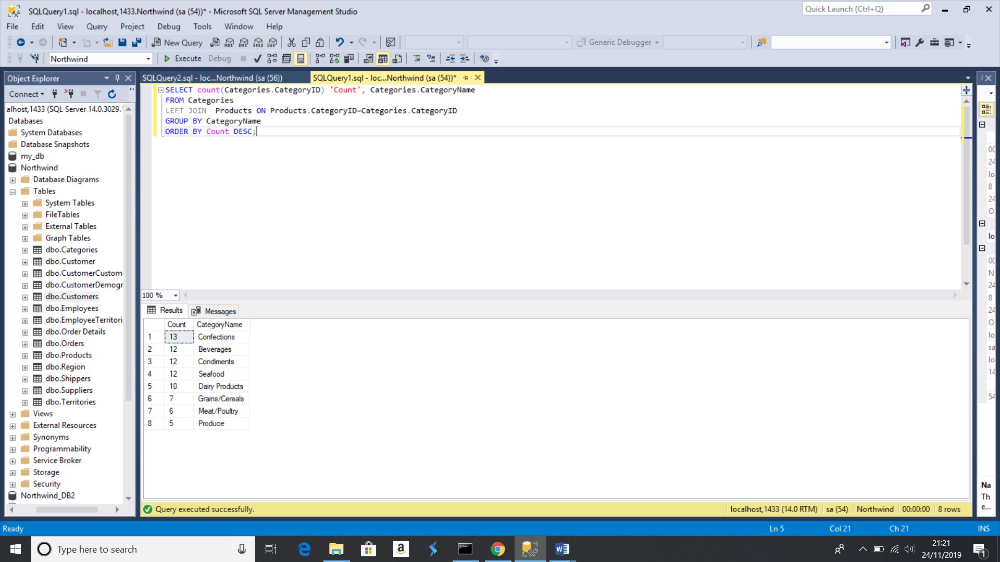 SQLQuery1.sql - localhost,1433.Northwind (sa (54))* - Microsoft SQL Server Management Studio
Quick Launch (Ctrl+Q)
File Edit View Query Project Debug Tools Window Help
New Query MDX DMX XMLA DAX Generic Debugger
Northwind Execute Debug
Object Explorer
SQLQuery2.sql - loc...Northwind (sa (56))
SQLQuery1.sql - loc...Northwind (sa (54))*
Connect
alhost,1433 (SQL Server 14.0.3029.1
Databases
System Databases
Database Snapshots
my_db
Northwind
Database Diagrams
Tables
System Tables
FileTables
External Tables
Graph Tables
dbo.Categories
dbo.Customer
dbo.CustomerCustom
dbo.CustomerDemogr
dbo.Customers
dbo.Employees
dbo.EmployeeTerritori
dbo.Order Details
dbo.Orders
dbo.Products
dbo.Region
dbo.Shippers
dbo.Suppliers
dbo.Territories
Views
External Resources
Synonyms
Programmability
Service Broker
Storage
Security
Northwind_DB2
SELECT count(Categories.CategoryID) 'Count', Categories.CategoryName
FROM Categories
LEFT JOIN  Products ON Products.CategoryID=Categories.CategoryID
GROUP BY CategoryName
ORDER BY Count DESC;
100 %
Results Messages
Count CategoryName
1 13 Confections
2 12 Beverages
3 12 Condiments
4 12 Seafood
5 10 Dairy Products
6 7 Grains/Cereals
7 6 Meat/Poultry
8 5 Produce
Query executed successfully.
localhost,1433 (14.0 RTM) sa (54) Northwind 00:00:00 8 rows
00
24
lo
8
24
O
lo
00
N
24
8
24
O
lo
sa
lo
14
54
Na
Th
e...
Ready Ln 5 Col 21 Ch 21 INS
Type here to search
21:21
24/11/2019
1